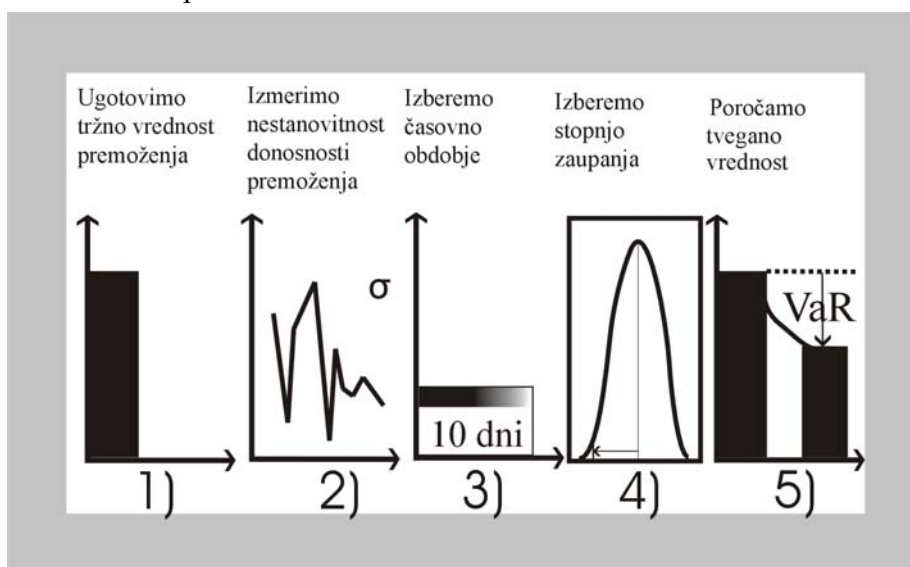 Ugotovimo
tržno vrednost
premoženja
Izmerimo
nestanovitnost
donosnosti
premoženja
Izberemo
časovno
obdobje
Izberemo
stopnjo
zaupanja
Poročamo
tvegano
vrednost
σ
10 dni
VaR
1)
2)
3)
4)
5)